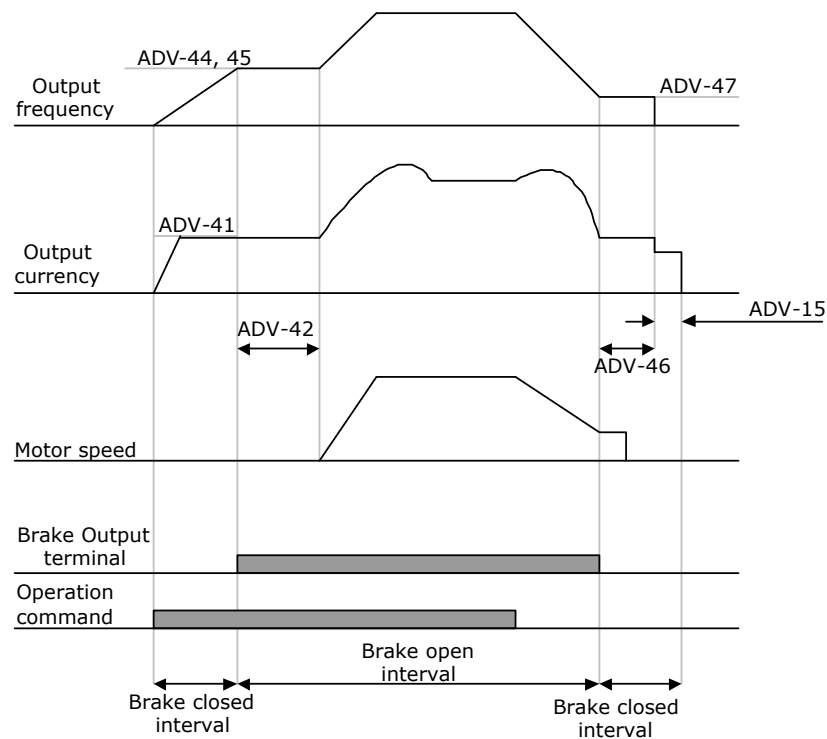 ADV-44, 45
Output
frequency
ADV-47
ADV-41
Output
currency
ADV-15
ADV-42
ADV-46
Motor speed
Brake Output
terminal
Operation
command
Brake open
interval
Brake closed
interval
Brake closed
interval